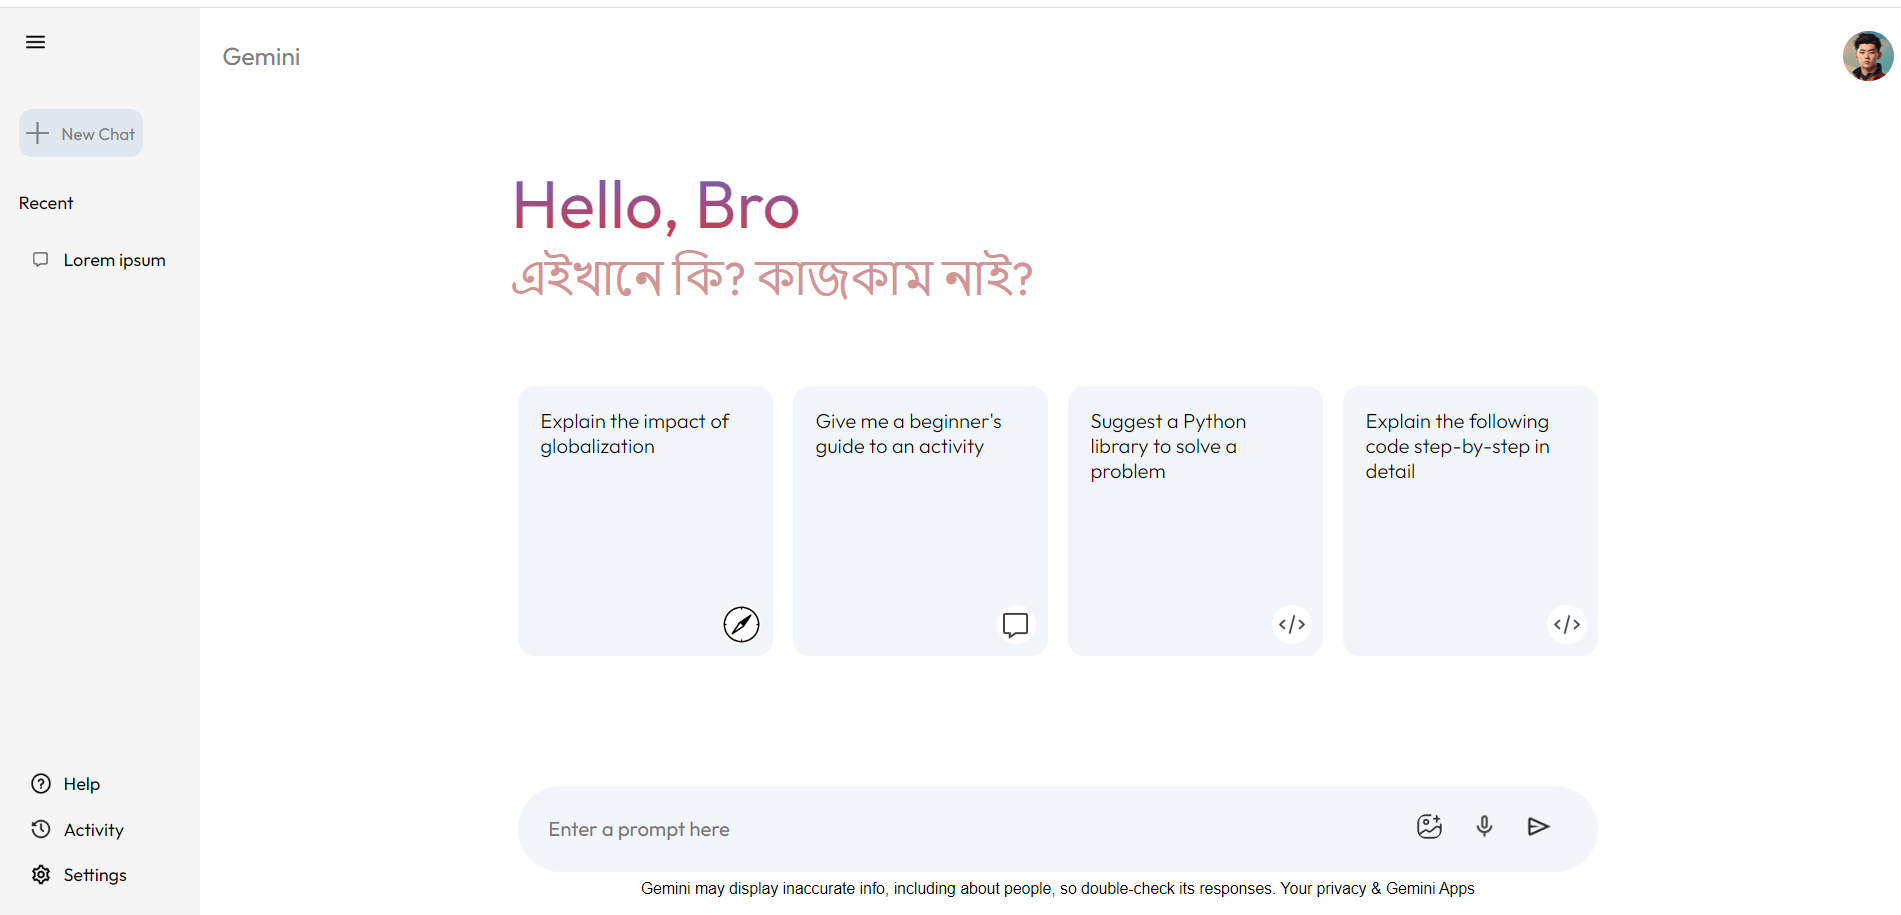 Gemini
New Chat
Recent
Lorem ipsum
Hello, Bro
এইখানে কি? কাজকাম নাই?
Explain the impact of
globalization
Give me a beginner's
guide to an activity
Suggest a Python
library to solve a
problem
Explain the following
code step-by-step in
detail
</>
</>
Help
Activity
Settings
Enter a prompt here
Gemini may display inaccurate info, including about people, so double-check its responses. Your privacy & Gemini Apps